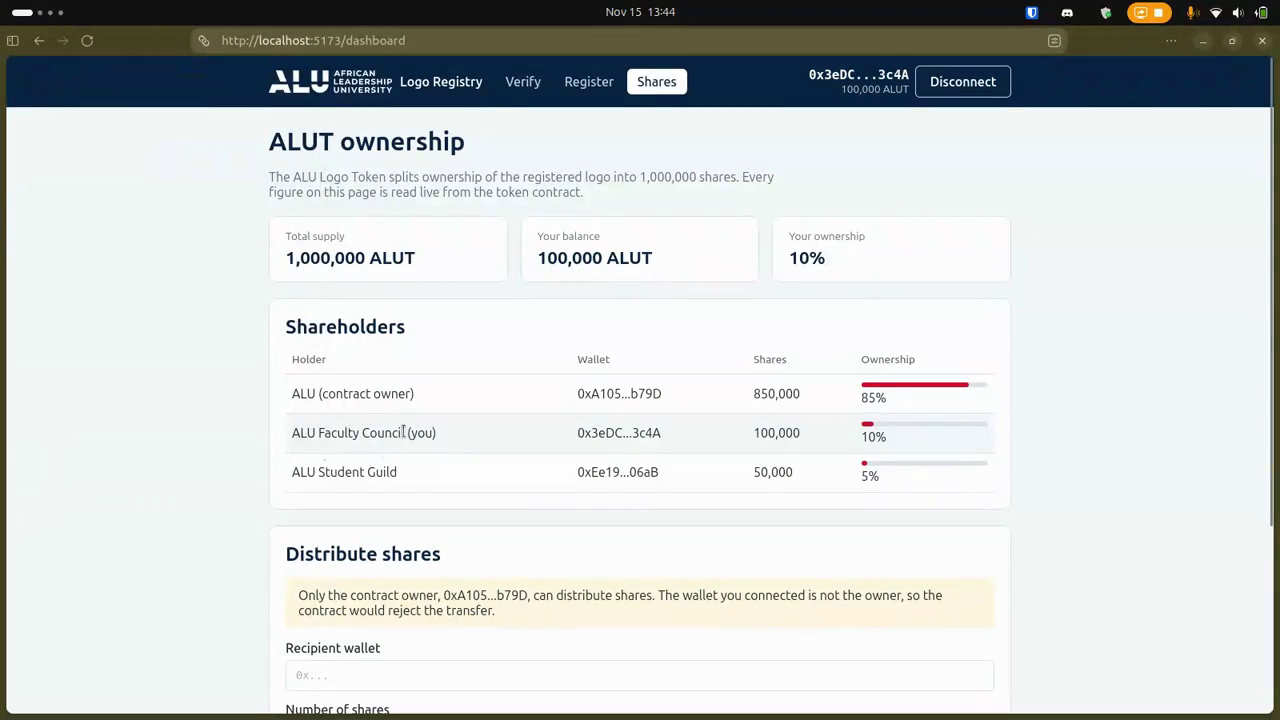 Nov 15 13:44
http://localhost:5173/dashboard
ALU AFRICAN LEADERSHIP UNIVERSITY
Logo Registry
Verify
Register
Shares
0x3eDC...3c4A
100,000 ALUT
Disconnect
ALUT ownership
The ALU Logo Token splits ownership of the registered logo into 1,000,000 shares. Every
figure on this page is read live from the token contract.
Total supply
1,000,000 ALUT
Your balance
100,000 ALUT
Your ownership
10%
Shareholders
Holder Wallet Shares Ownership
ALU (contract owner) 0xA105...b79D 850,000 85%
ALU Faculty Council (you) 0x3eDC...3c4A 100,000 10%
ALU Student Guild 0xEe19...06aB 50,000 5%
Distribute shares
Only the contract owner, 0xA105...b79D, can distribute shares. The wallet you connected is not the owner, so the
contract would reject the transfer.
Recipient wallet
0x...
Number of shares